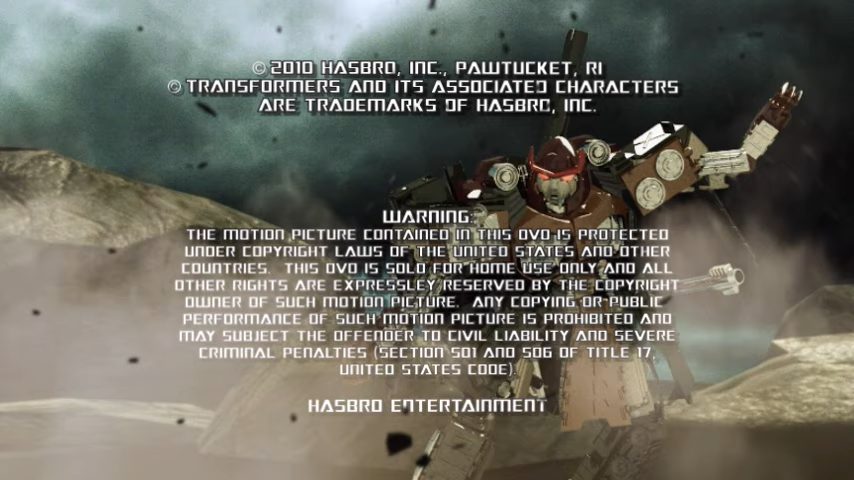 © 2010 HASBRO, INC., PAWTUCKET, RI
© TRANSFORMERS AND ITS ASSOCIATED CHARACTERS
ARE TRADEMARKS OF HASBRO, INC.
WARNING:
THE MOTION PICTURE CONTAINED IN THIS DVD IS PROTECTED
UNDER COPYRIGHT LAWS OF THE UNITED STATES AND OTHER
COUNTRIES. THIS DVD IS SOLD FOR HOME USE ONLY AND ALL
OTHER RIGHTS ARE EXPRESSLEY RESERVED BY THE COPYRIGHT
OWNER OF SUCH MOTION PICTURE. ANY COPYING OR PUBLIC
PERFORMANCE OF SUCH MOTION PICTURE IS PROHIBITED AND
MAY SUBJECT THE OFFENDER TO CIVIL LIABILITY AND SEVERE
CRIMINAL PENALTIES (SECTION 501 AND 506 OF TITLE 17,
UNITED STATES CODE).
HASBRO ENTERTAINMENT